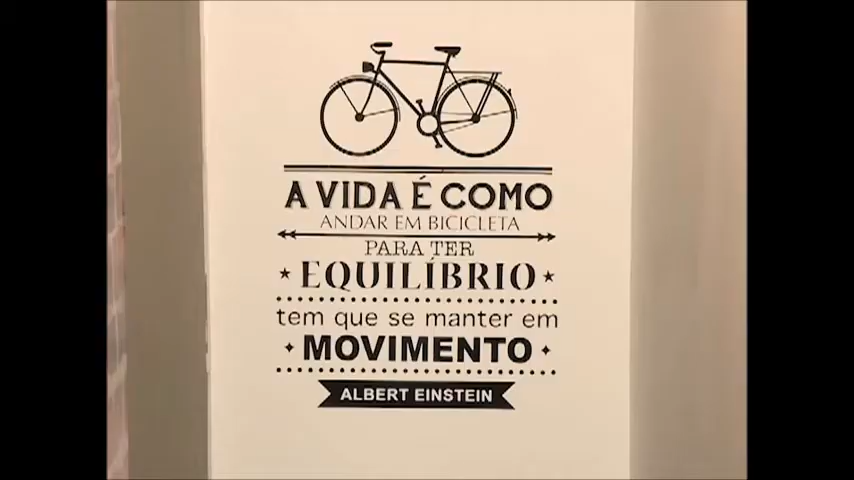 A VIDA É COMO
ANDAR EM BICICLETA
PARA TER
EQUILÍBRIO
tem que se manter em
MOVIMENTO
ALBERT EINSTEIN